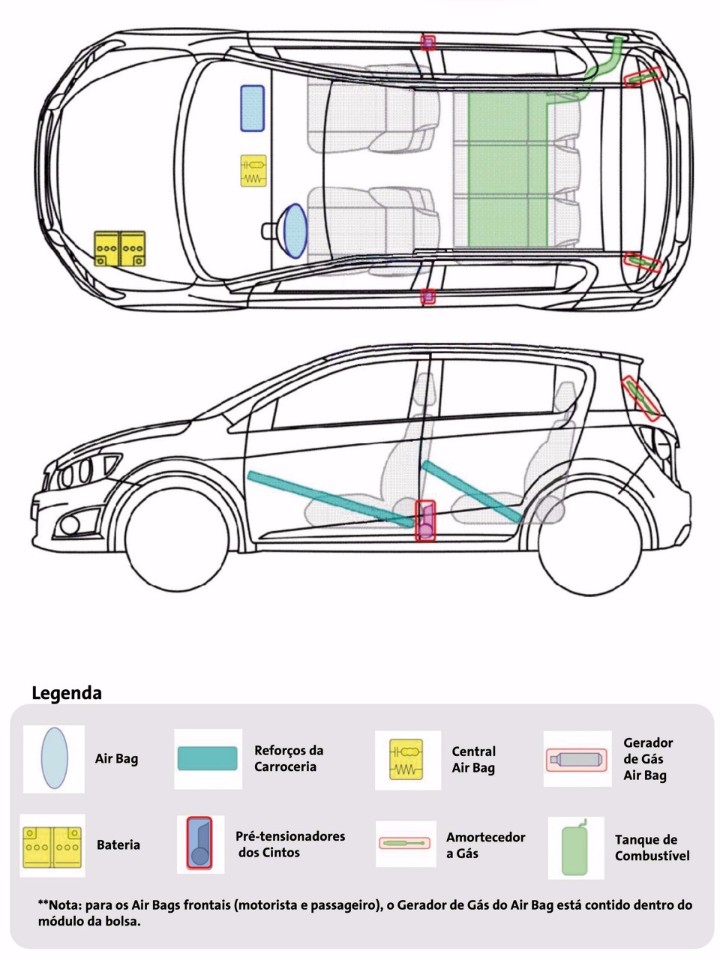 Legenda
Air Bag
Reforços da
Carroceria
Central
Air Bag
Gerador
de Gás
Air Bag
Bateria
Pré-tensionadores
dos Cintos
Amortecedor
a Gás
Tanque de
Combustível
**Nota: para os Air Bags frontais (motorista e passageiro), o Gerador de Gás do Air Bag está contido dentro do
módulo da bolsa.